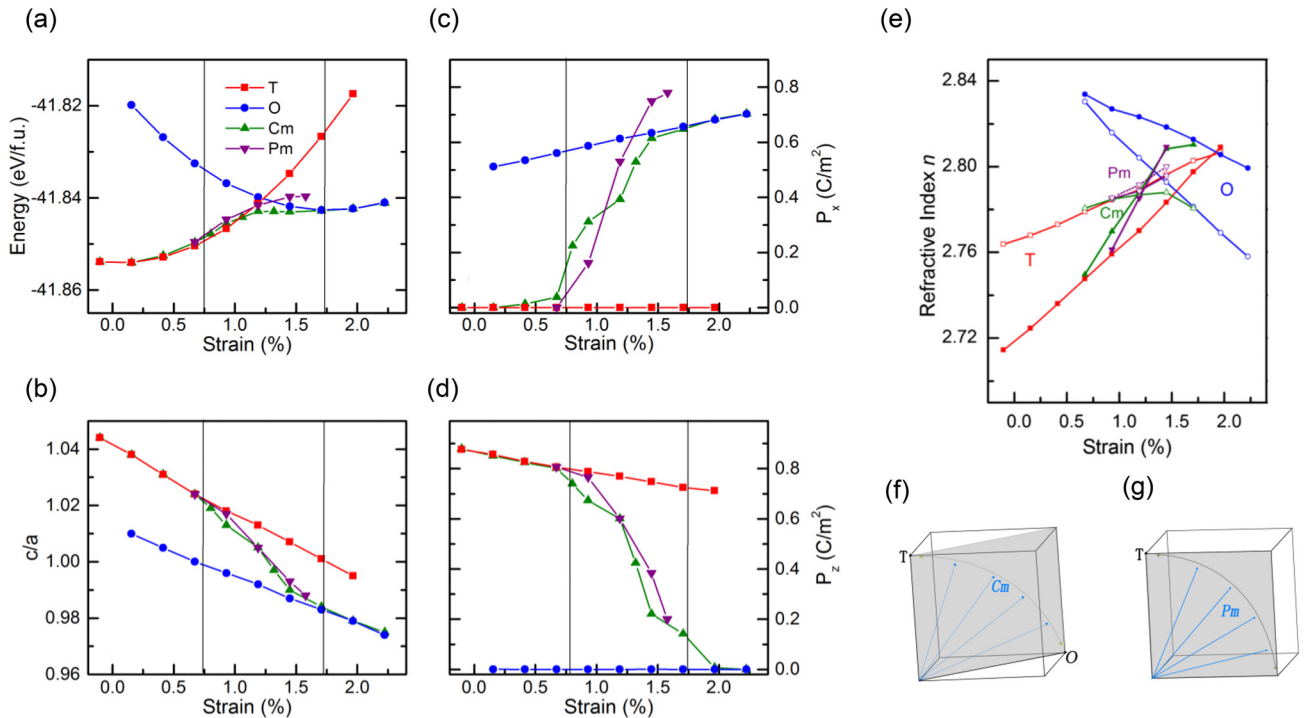 (a)
-41.82
-41.84
-41.86
Energy (eV/f.u.)
T
O
Cm
Pm
0.0 0.5 1.0 1.5 2.0
Strain (%)
(c)
0.8
0.6
0.4
0.2
0.0
Px (C/m²)
0.0 0.5 1.0 1.5 2.0
Strain (%)
(e)
2.84
2.80
2.76
2.72
Refractive Index n
Pm
Cm
T
O
0.0 0.5 1.0 1.5 2.0
Strain (%)
(b)
1.04
1.02
1.00
0.98
0.96
c/a
0.0 0.5 1.0 1.5 2.0
Strain (%)
(d)
0.8
0.6
0.4
0.2
0.0
Pz (C/m²)
0.0 0.5 1.0 1.5 2.0
Strain (%)
(f)
T
Cm
O
(g)
T
Pm